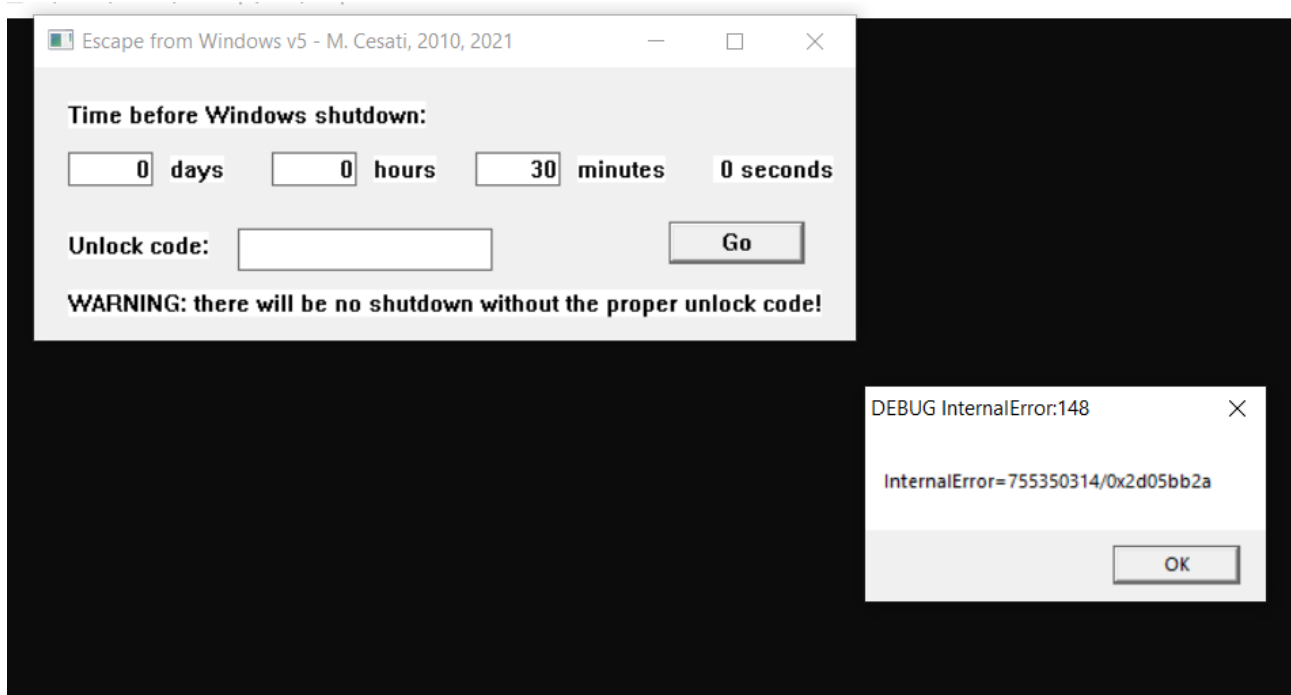 Escape from Windows v5 - M. Cesati, 2010, 2021
Time before Windows shutdown:
0 days 0 hours 30 minutes 0 seconds
Unlock code: Go
WARNING: there will be no shutdown without the proper unlock code!
DEBUG InternalError:148
InternalError=755350314/0x2d05bb2a
OK